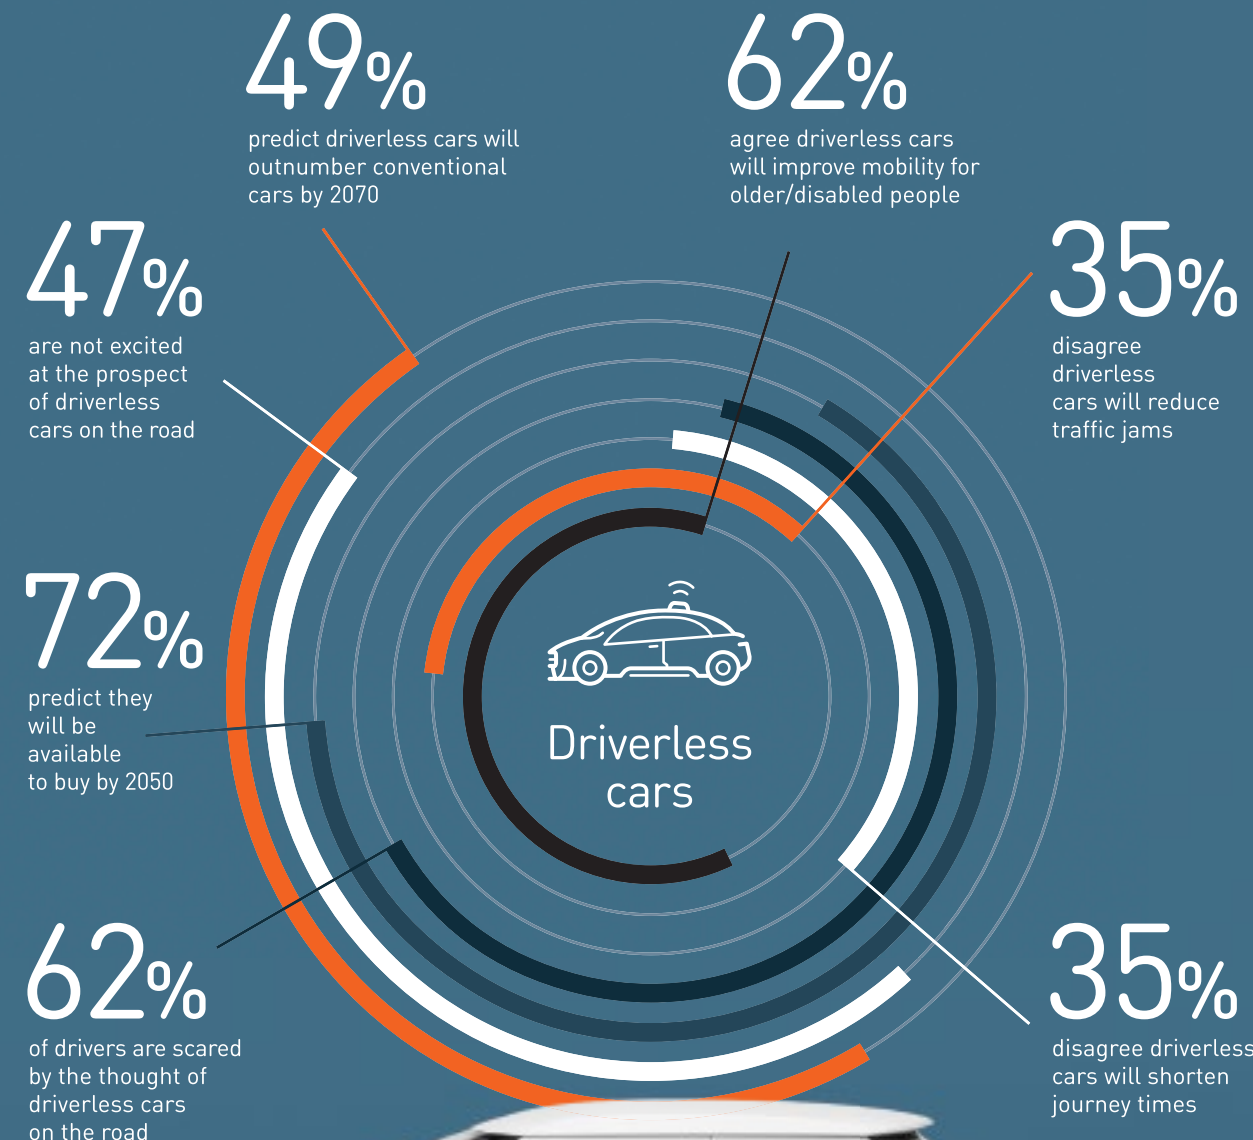 49%
predict driverless cars will
outnumber conventional
cars by 2070
62%
agree driverless cars
will improve mobility for
older/disabled people
47%
are not excited
at the prospect
of driverless
cars on the road
35%
disagree
driverless
cars will reduce
traffic jams
72%
predict they
will be
available
to buy by 2050
Driverless
cars
62%
of drivers are scared
by the thought of
driverless cars
on the road
35%
disagree driverless
cars will shorten
journey times